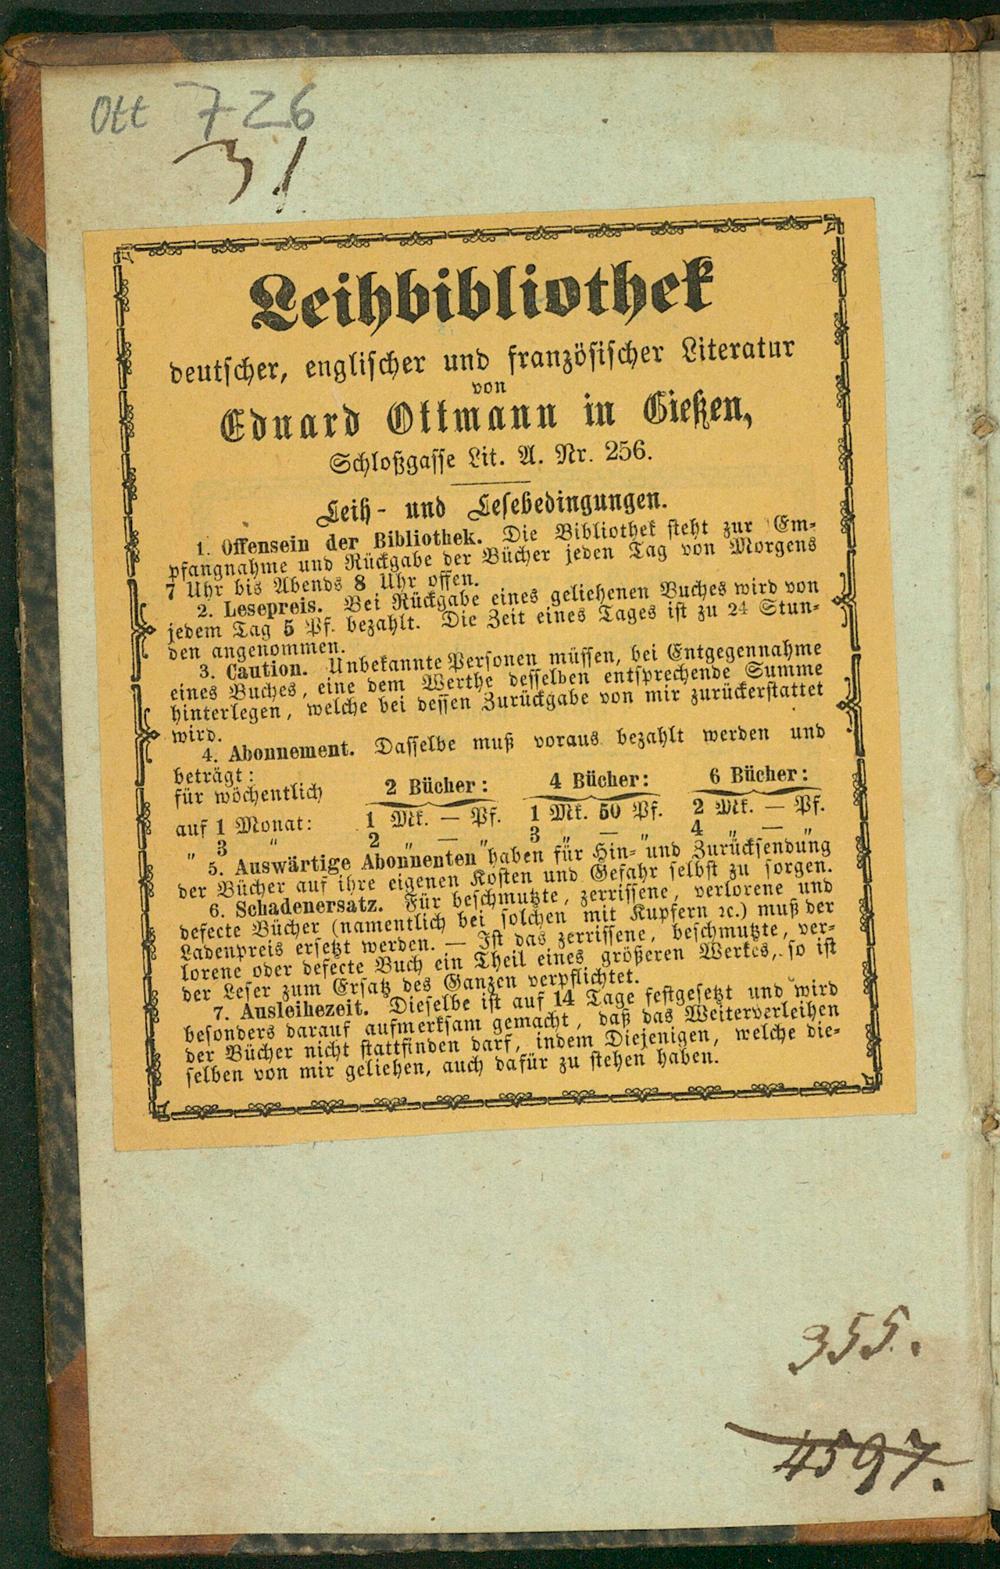 Ott 726
31
Leihbibliothek
deutscher, englischer und französischer Literatur
von
Eduard Ottmann in Gießen,
Schloßgasse Lit. A. Nr. 256.
Leih- und Lesebedingungen.
1. Offensein der Bibliothek. Die Bibliothek steht zur Em-
pfangnahme und Rückgabe der Bücher jeden Tag von Morgens
7 Uhr bis Abends 8 Uhr offen.
2. Lesepreis. Bei Rückgabe eines geliehenen Buches wird von
jedem Tag 5 Pf. bezahlt. Die Zeit eines Tages ist zu 24 Stun-
den angenommen.
3. Caution. Unbekannte Personen müssen, bei Entgegennahme
eines Buches, eine dem Werthe desselben entsprechende Summe
hinterlegen, welche bei dessen Zurückgabe von mir zurückerstattet
wird.
4. Abonnement. Dasselbe muß voraus bezahlt werden und
beträgt:
für wöchentlich 2 Bücher: 4 Bücher: 6 Bücher:
auf 1 Monat: 1 Mk. — Pf. 1 Mk. 50 Pf. 2 Mk. — Pf.
" 3 " 2 " — " 3 " — " 4 " — "
5. Auswärtige Abonnenten haben für Hin- und Zurücksendung
der Bücher auf ihre eigenen Kosten und Gefahr selbst zu sorgen.
6. Schadenersatz. Für beschmutzte, zerrissene, verlorene und
defecte Bücher (namentlich bei solchen mit Kupfern ꝛc.) muß der
Ladenpreis ersetzt werden. — Ist das zerrissene, beschmutzte, ver-
lorene oder defecte Buch ein Theil eines größeren Werkes, so ist
der Leser zum Ersatz des Ganzen verpflichtet.
7. Ausleihezeit. Dieselbe ist auf 14 Tage festgesetzt und wird
besonders darauf aufmerksam gemacht, daß das Weiterverleihen
der Bücher nicht stattfinden darf, indem Diejenigen, welche die-
selben von mir geliehen, auch dafür zu stehen haben.
355.
4597.